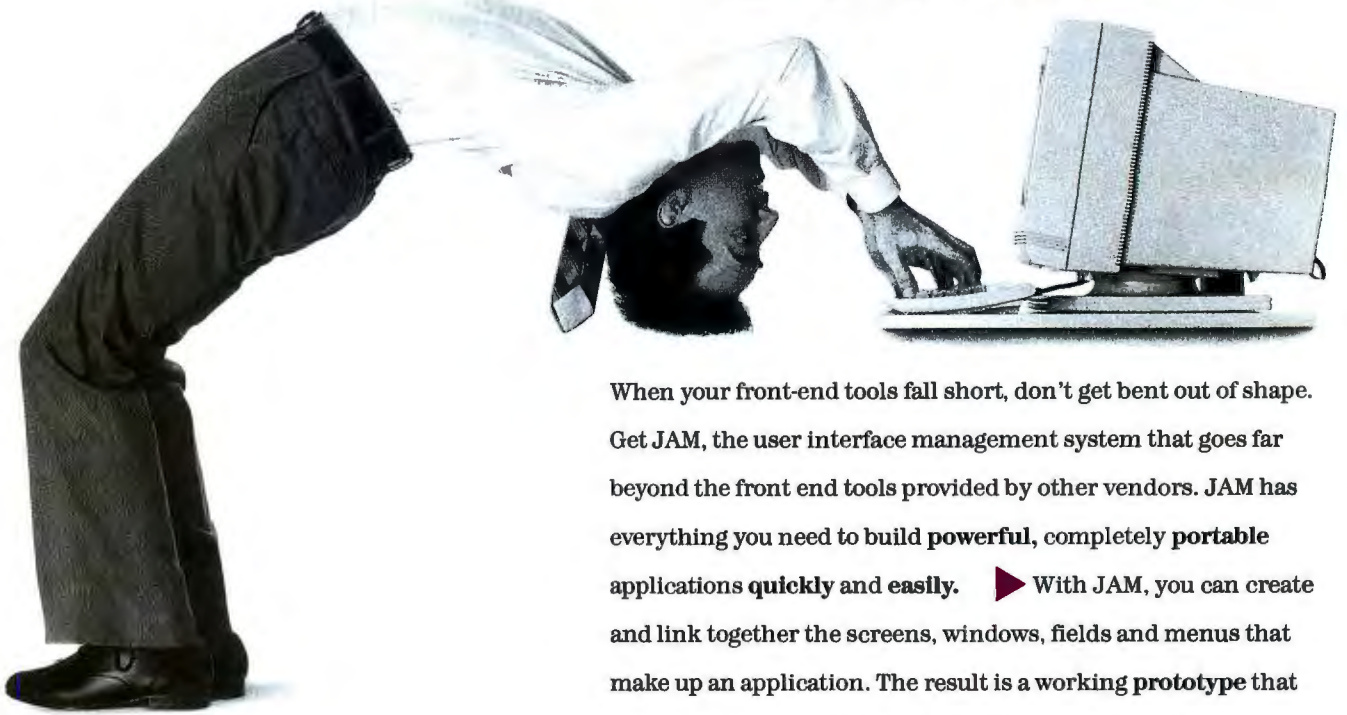 When your front-end tools fall short, don't get bent out of shape.
Get JAM, the user interface management system that goes far
beyond the front end tools provided by other vendors. JAM has
everything you need to build powerful, completely portable
applications quickly and easily. ▶ With JAM, you can create
and link together the screens, windows, fields and menus that
make up an application. The result is a working prototype that